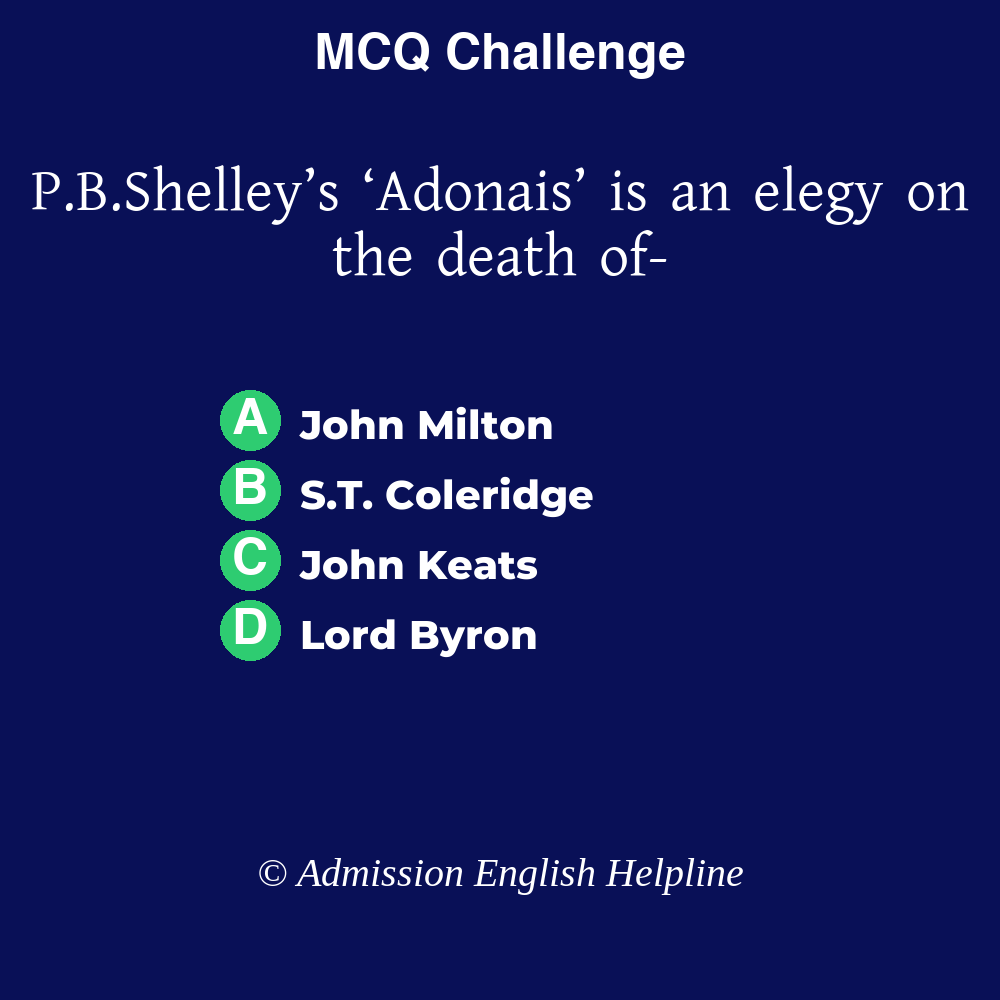 MCQ Challenge
P.B.Shelley’s ‘Adonais’ is an elegy on
the death of-
A John Milton
B S.T. Coleridge
C John Keats
D Lord Byron
© Admission English Helpline